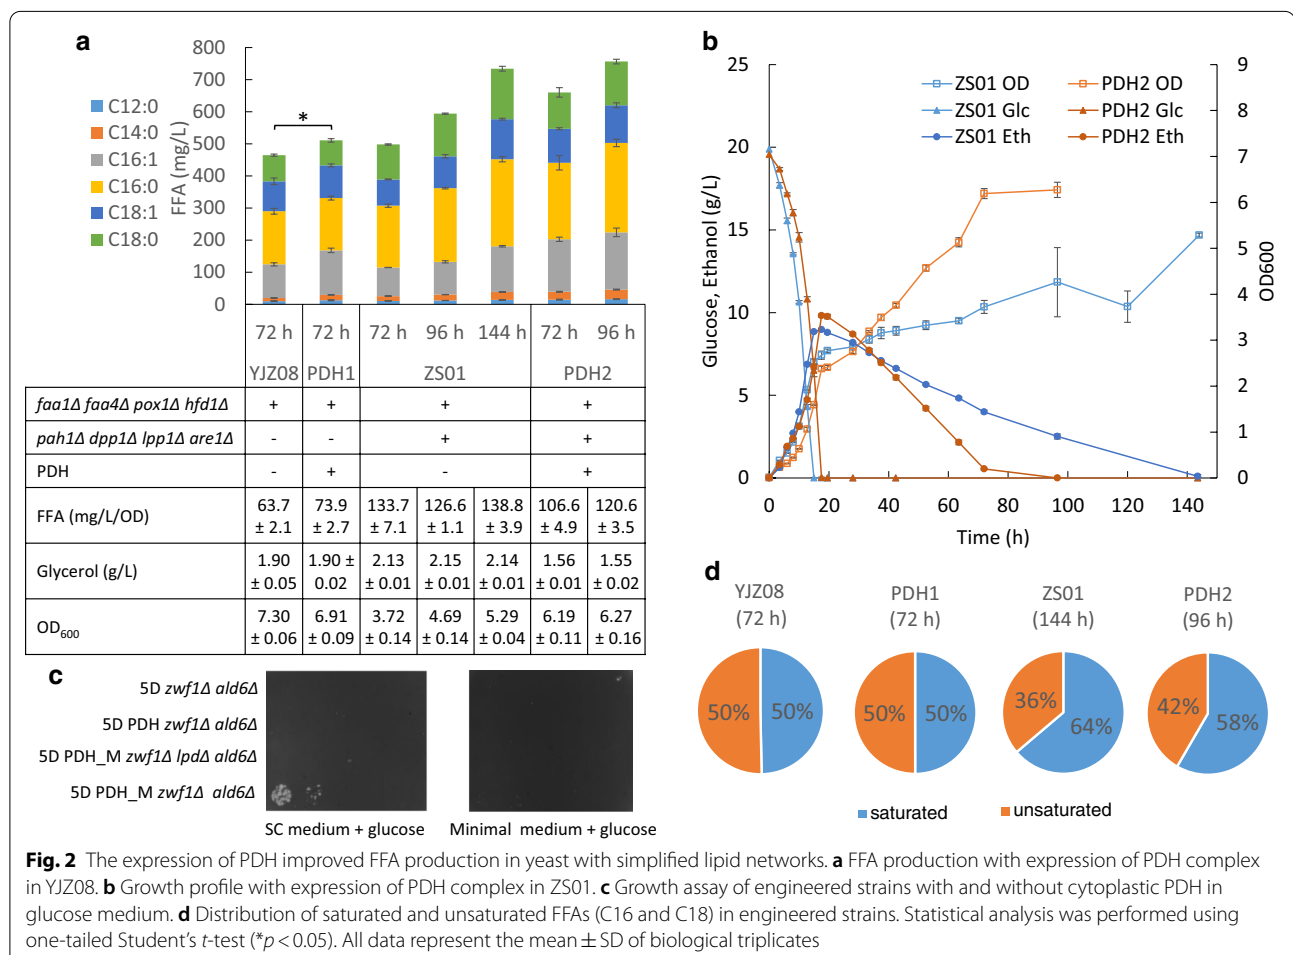 a
800
700
600
500
400
300
200
100
0
FFA (mg/L)
C12:0
C14:0
C16:1
C16:0
C18:1
C18:0
*
72 h 72 h 72 h 96 h 144 h 72 h 96 h
YJZ08 PDH1 ZS01 PDH2
faa1Δ faa4Δ pox1Δ hfd1Δ + + + +
pah1Δ dpp1Δ lpp1Δ are1Δ - - + +
PDH - + - +
FFA (mg/L/OD) 63.7 ± 2.1 73.9 ± 2.7 133.7 ± 7.1 126.6 ± 1.1 138.8 ± 3.9 106.6 ± 4.9 120.6 ± 3.5
Glycerol (g/L) 1.90 ± 0.05 1.90 ± 0.02 2.13 ± 0.01 2.15 ± 0.01 2.14 ± 0.01 1.56 ± 0.01 1.55 ± 0.02
OD600 7.30 ± 0.06 6.91 ± 0.09 3.72 ± 0.14 4.69 ± 0.14 5.29 ± 0.04 6.19 ± 0.11 6.27 ± 0.16
b
25
20
15
10
5
0
Glucose, Ethanol (g/L)
ZS01 OD PDH2 OD
ZS01 Glc PDH2 Glc
ZS01 Eth PDH2 Eth
9
8
7
6
5
4
3
2
1
0
OD600
0 20 40 60 80 100 120 140
Time (h)
c
5D zwf1Δ ald6Δ
5D PDH zwf1Δ ald6Δ
5D PDH_M zwf1Δ lpdΔ ald6Δ
5D PDH_M zwf1Δ ald6Δ
SC medium + glucose
Minimal medium + glucose
d
YJZ08 PDH1 ZS01 PDH2
(72 h) (72 h) (144 h) (96 h)
50% 50% 50% 50% 36% 64% 42% 58%
saturated unsaturated
Fig. 2 The expression of PDH improved FFA production in yeast with simplified lipid networks. a FFA production with expression of PDH complex
in YJZ08. b Growth profile with expression of PDH complex in ZS01. c Growth assay of engineered strains with and without cytoplastic PDH in
glucose medium. d Distribution of saturated and unsaturated FFAs (C16 and C18) in engineered strains. Statistical analysis was performed using
one-tailed Student's t-test (*p < 0.05). All data represent the mean ± SD of biological triplicates